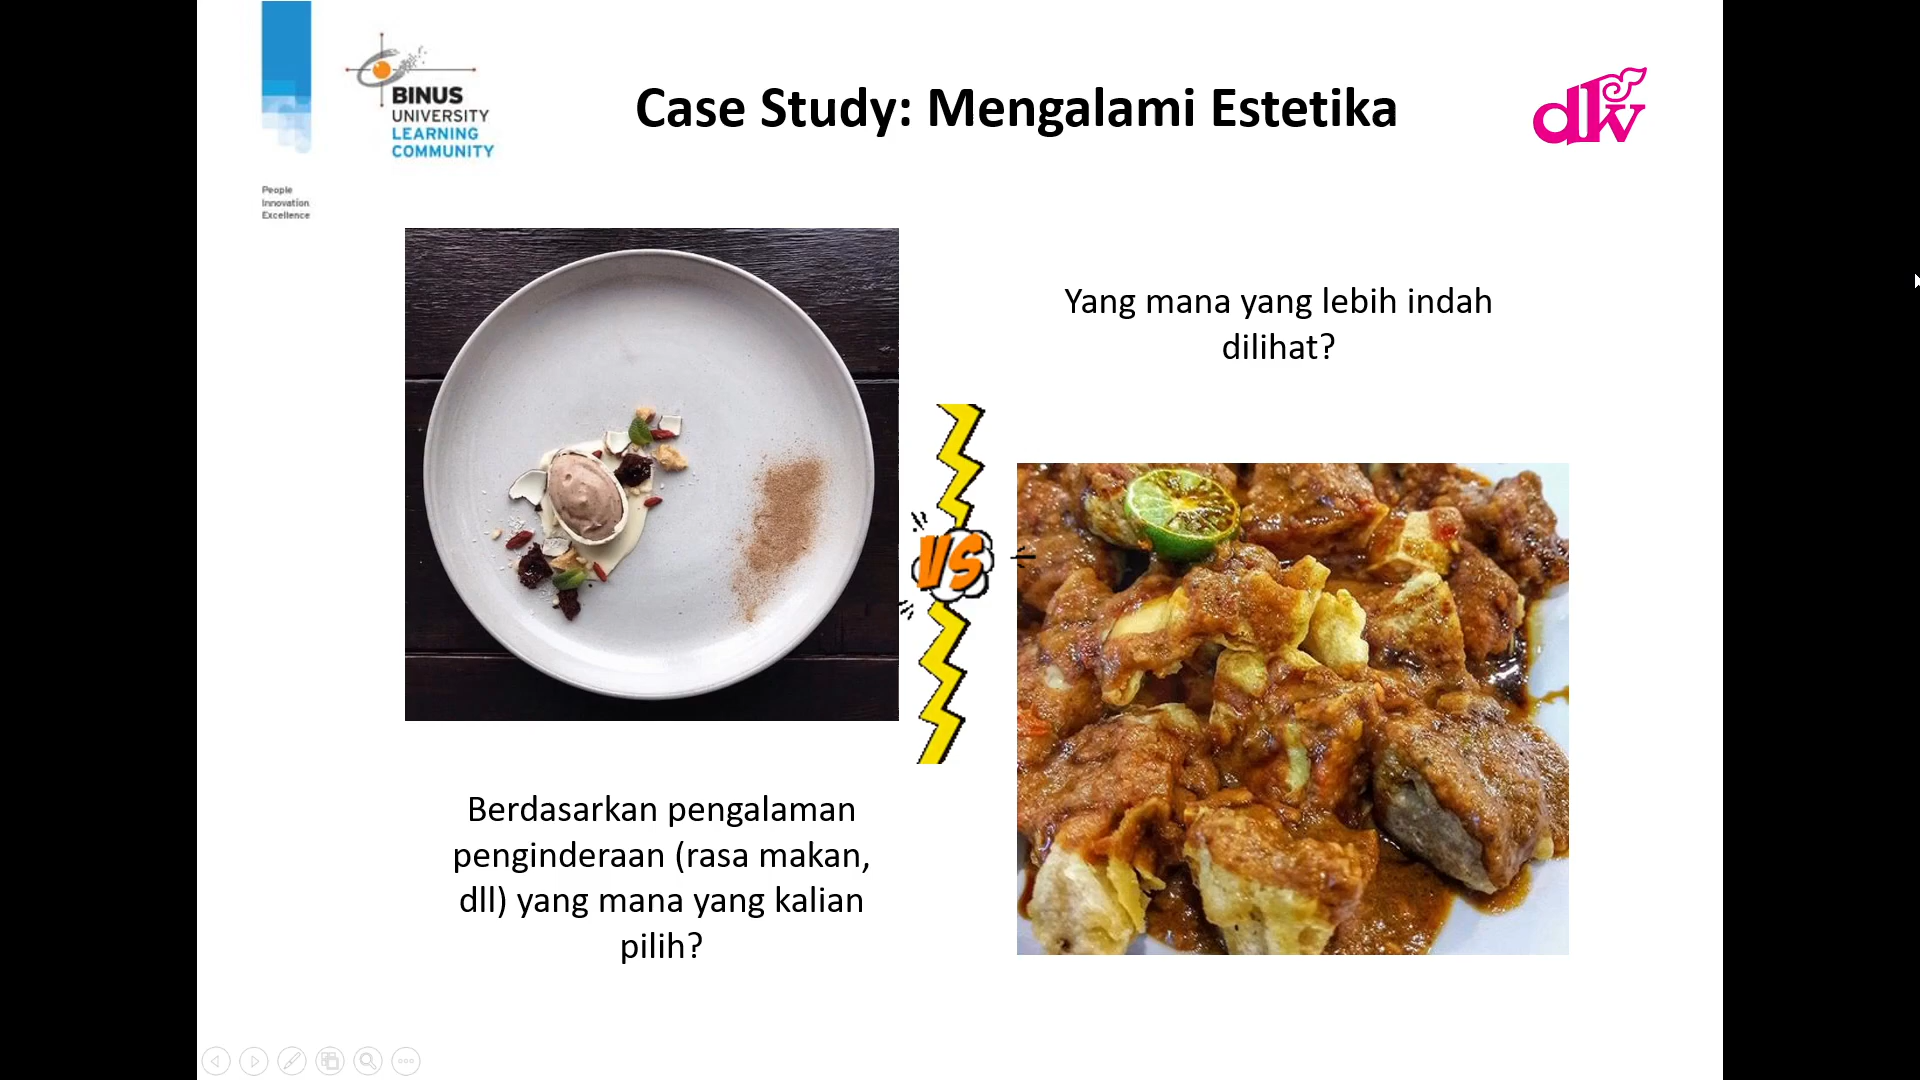 BINUS
UNIVERSITY
LEARNING
COMMUNITY
People
Innovation
Excellence
Case Study: Mengalami Estetika
dlw
Yang mana yang lebih indah
dilihat?
VS
Berdasarkan pengalaman
penginderaan (rasa makan,
dll) yang mana yang kalian
pilih?